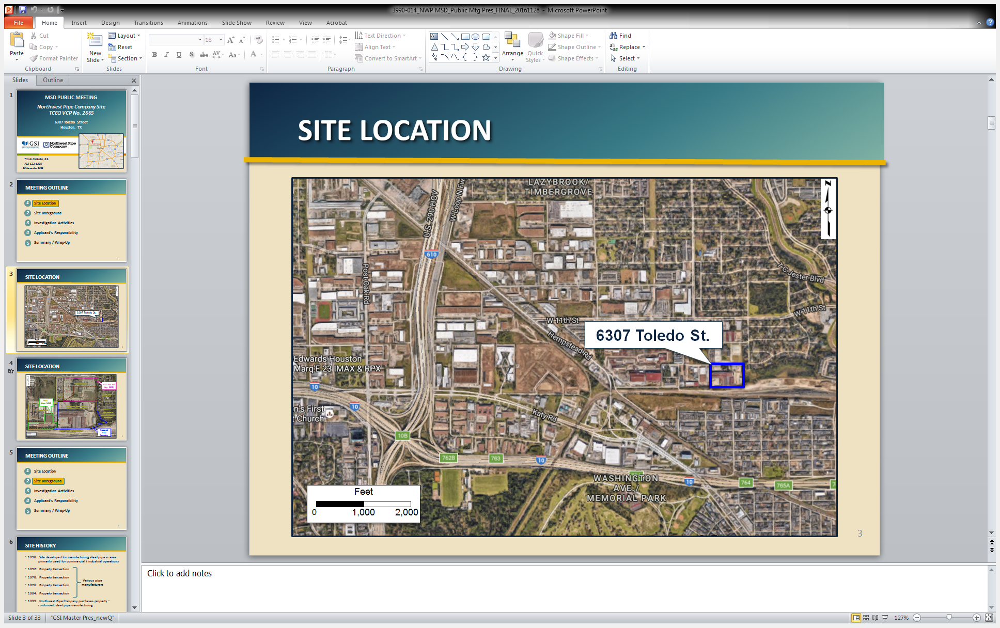 3990-014_NWP MSD_Public Mtg Pres_FINAL_20161128 - Microsoft PowerPoint
File Home Insert Design Transitions Animations Slide Show Review View Acrobat
Paste
Cut
Copy
Format Painter
Clipboard
New Slide
Layout
Reset
Section
Slides
18
Font
Text Direction
Align Text
Convert to SmartArt
Paragraph
Arrange
Quick Styles
Shape Fill
Shape Outline
Shape Effects
Drawing
Find
Replace
Select
Editing
Slides Outline
1
MSD PUBLIC MEETING
Northwest Pipe Company Site
TCEQ VCP No. 2665
6307 Toledo Street
Houston, TX
GSI
ENVIRONMENTAL
Northwest Pipe
Company
Travis McGuire, P.E.
713-522-6300
28 November 2016
2
MEETING OUTLINE
1 Site Location
2 Site Background
3 Investigation Activities
4 Applicant's Responsibility
5 Summary / Wrap-Up
3
SITE LOCATION
6307 Toledo St.
4
SITE LOCATION
5
MEETING OUTLINE
1 Site Location
2 Site Background
3 Investigation Activities
4 Applicant's Responsibility
5 Summary / Wrap-Up
6
SITE HISTORY
• 1950: Site developed for manufacturing steel pipe in area
primarily used for commercial / industrial operations
• 1952: Property transaction
• 1970: Property transaction
• 1978: Property transaction
• 1984: Property transaction
Various pipe
manufacturers
• 1999: Northwest Pipe Company purchases property –
continued steel pipe manufacturing
SITE LOCATION
LAZYBROOK/
TIMBERGROVE
N
U.S. 290 HOV
W Loop N Fwy
610
Post Oak Rd
T C Jester Blvd
W 11th St
W 11th St
Hempstead Rd
6307 Toledo St.
Edwards Houston
Marq'E 23 IMAX & RPX
10
10
n's First
t Church
Katy Rd
10B
762B
763
10
WASHINGTON
AVE./
MEMORIAL PARK
10
764
765A
Feet
0 1,000 2,000
3
Click to add notes
Slide 3 of 33
"GSI Master Pres_newQ"
127%